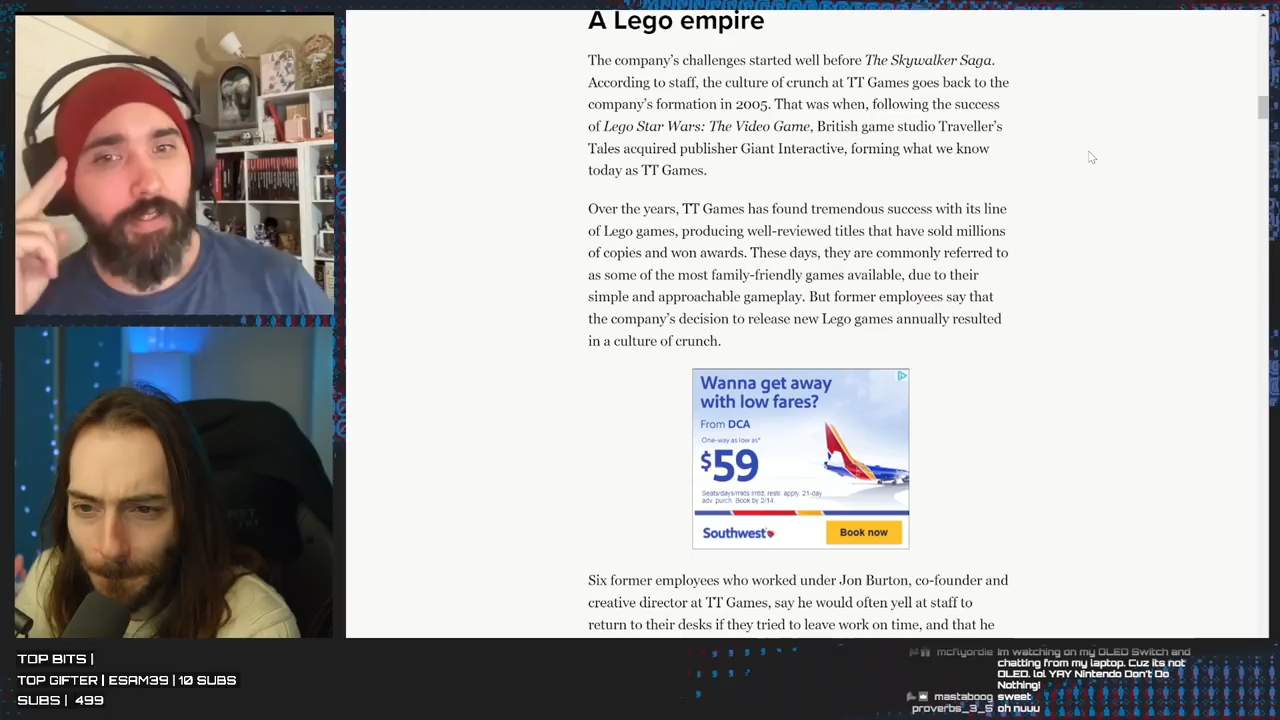 A Lego empire
The company's challenges started well before The Skywalker Saga.
According to staff, the culture of crunch at TT Games goes back to the
company's formation in 2005. That was when, following the success
of Lego Star Wars: The Video Game, British game studio Traveller's
Tales acquired publisher Giant Interactive, forming what we know
today as TT Games.
Over the years, TT Games has found tremendous success with its line
of Lego games, producing well-reviewed titles that have sold millions
of copies and won awards. These days, they are commonly referred to
as some of the most family-friendly games available, due to their
simple and approachable gameplay. But former employees say that
the company's decision to release new Lego games annually resulted
in a culture of crunch.
Wanna get away
with low fares?
From DCA
One-way as low as*
$59
Seats/days/mkts lmtd. restr. apply. 21-day
adv. purch. Book by 2/14
Southwest
Book now
Six former employees who worked under Jon Burton, co-founder and
creative director at TT Games, say he would often yell at staff to
return to their desks if they tried to leave work on time, and that he
TOP BITS |
TOP GIFTER | ESAM39 | 10 SUBS
SUBS | 499
mcflyordie Im watching on my OLED Switch and
chatting from my laptop. Cuz its not
OLED. lol YAY Nintendo Don't Do
Nothing!
mastaboog sweet
proverbs_3_5 oh nuuu